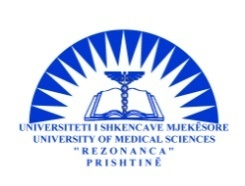 UNIVERSITETI I SHKENCAVE MJEKËSORE
UNIVERSITY OF MEDICAL SCIENCES
"REZONANCA"
PRISHTINË